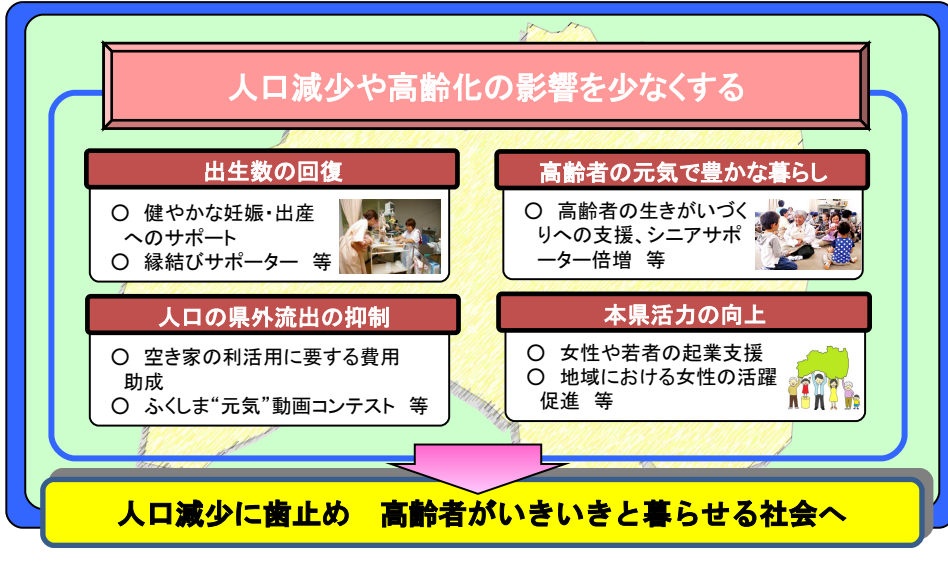 人口減少や高齢化の影響を少なくする
出生数の回復
○ 健やかな妊娠・出産
へのサポート
○ 縁結びサポーター 等
高齢者の元気で豊かな暮らし
○ 高齢者の生きがいづく
りへの支援、シニアサポ
ーター倍増 等
人口の県外流出の抑制
○ 空き家の利活用に要する費用
助成
○ ふくしま“元気”動画コンテスト 等
本県活力の向上
○ 女性や若者の起業支援
○ 地域における女性の活躍
促進 等
人口減少に歯止め 高齢者がいきいきと暮らせる社会へ